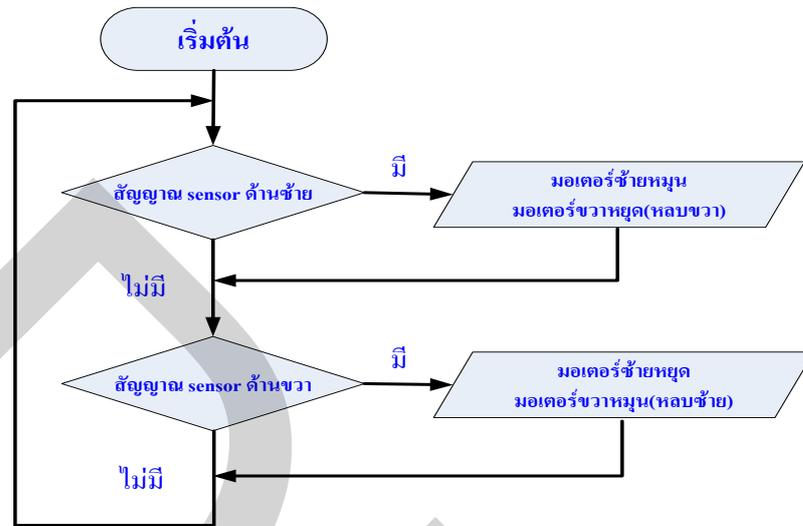 เริ่มต้น
สัญญาณ sensor ด้านซ้าย
มี
มอเตอร์ซ้ายหมุน
มอเตอร์ขวาหยุด(หลบขวา)
ไม่มี
สัญญาณ sensor ด้านขวา
มี
มอเตอร์ซ้ายหยุด
มอเตอร์ขวาหมุน(หลบซ้าย)
ไม่มี